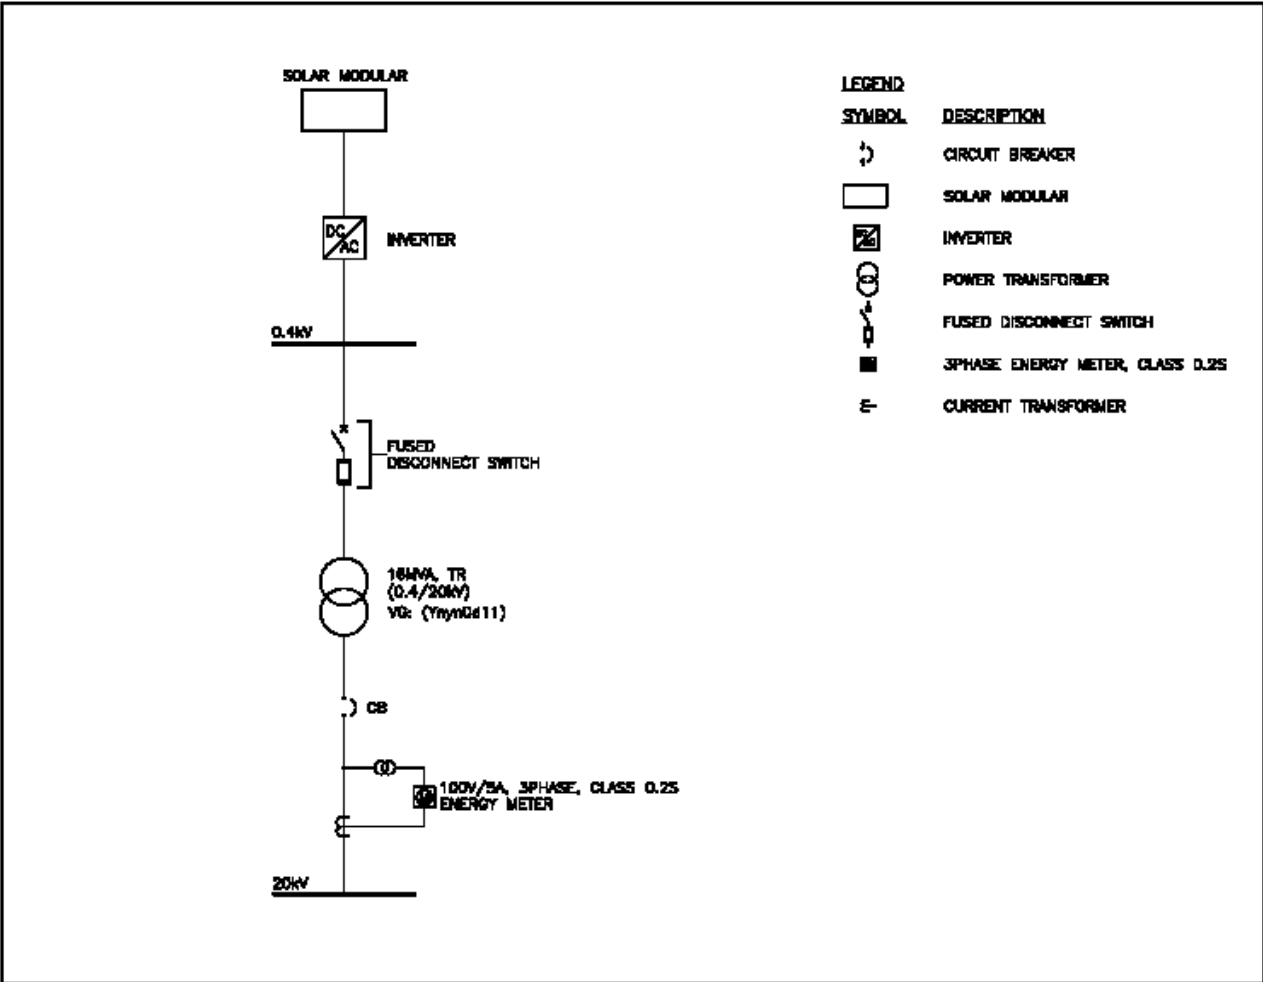 SOLAR MODULAR
DC
AC
INVERTER
0.4kV
FUSED
DISCONNECT SWITCH
16MVA, TR
(0.4/20kV)
VG: (Ynyn0d11)
CB
100V/5A, 3PHASE, CLASS 0.2S
ENERGY METER
20kV
LEGEND
SYMBOL DESCRIPTION
CIRCUIT BREAKER
SOLAR MODULAR
INVERTER
POWER TRANSFORMER
FUSED DISCONNECT SWITCH
3PHASE ENERGY METER, CLASS 0.2S
CURRENT TRANSFORMER